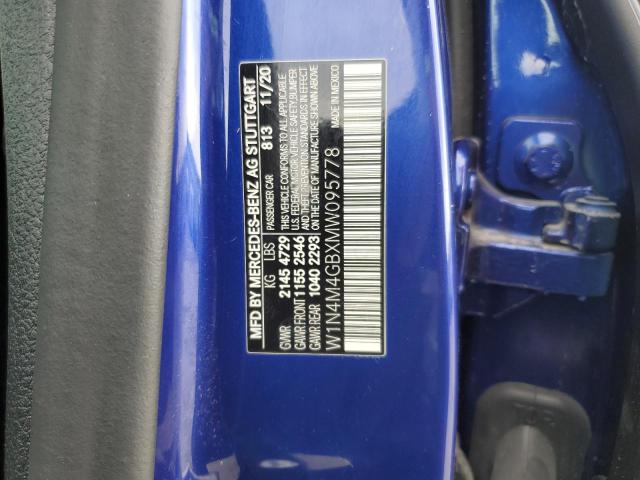 MFD BY MERCEDES-BENZ AG STUTTGART
PASSENGER CAR 813 11/20
KG LBS
GVWR 2145 4729
GAWR FRONT 1155 2546
GAWR REAR 1040 2293
THIS VEHICLE CONFORMS TO ALL APPLICABLE
U.S. FEDERAL MOTOR VEHICLE SAFETY, BUMPER
AND THEFT PREVENTION STANDARDS IN EFFECT
ON THE DATE OF MANUFACTURE SHOWN ABOVE
MADE IN MEXICO
W1N4M4GBXMW095778